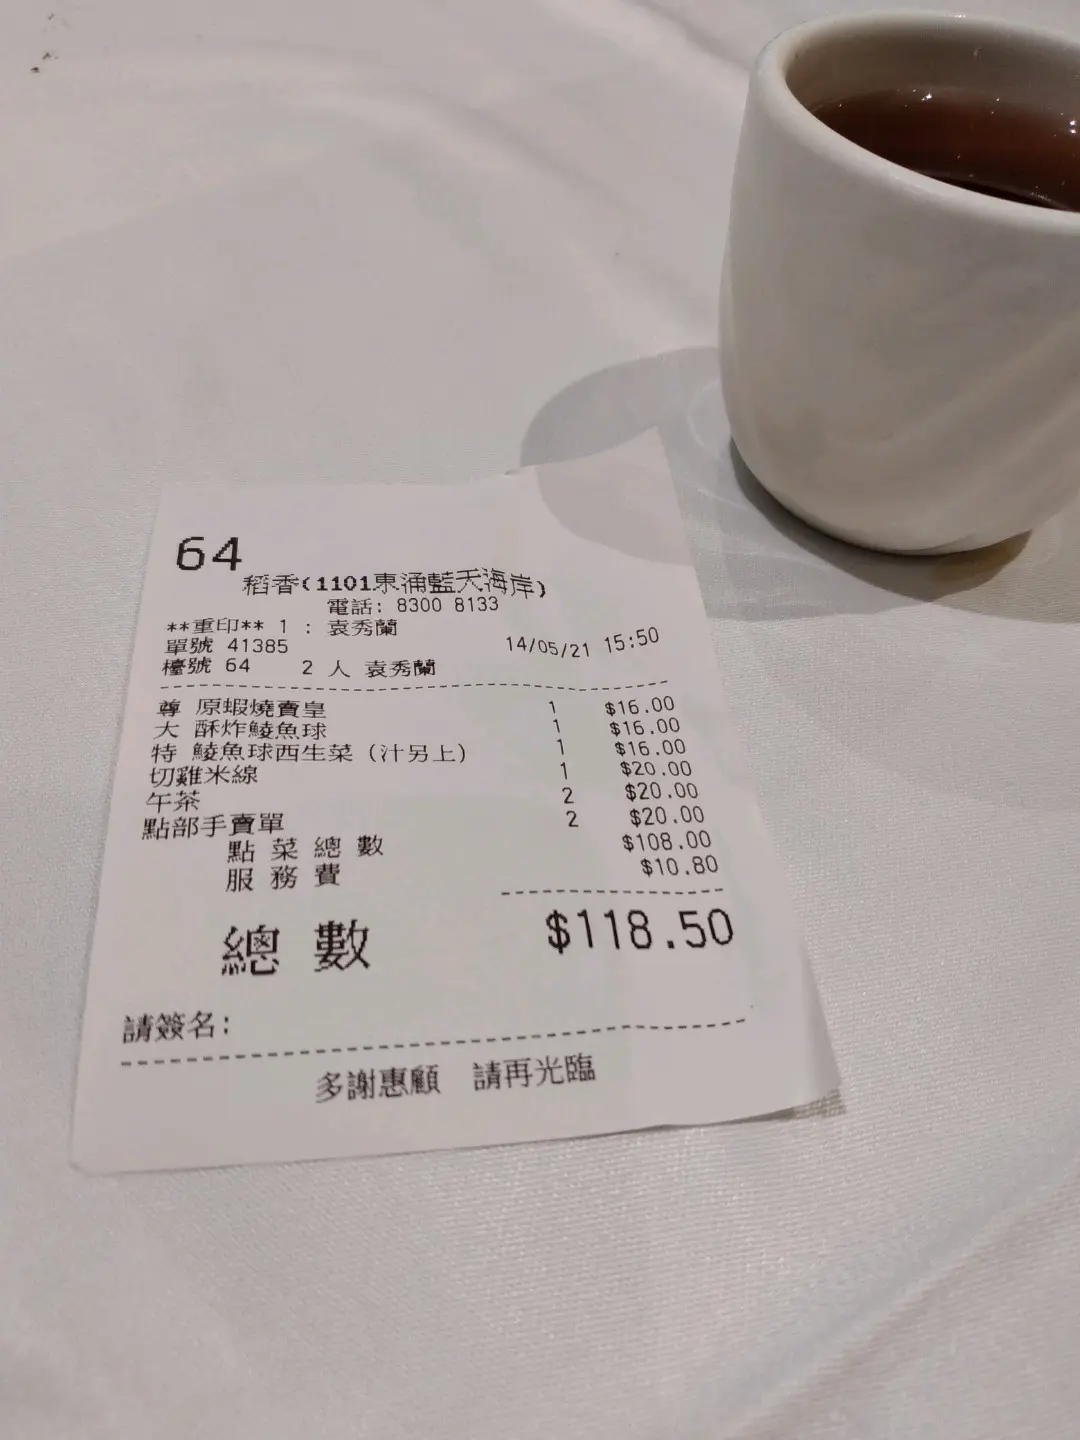 64
稻香(1101東涌藍天海岸)
電話: 8300 8133
**重印** 1 : 袁秀蘭
單號 41385 14/05/21 15:50
檯號 64 2 人 袁秀蘭
尊 原蝦燒賣皇 1 $16.00
大 酥炸鯪魚球 1 $16.00
特 鯪魚球西生菜 (汁另上) 1 $16.00
切雞米線 1 $20.00
午茶 2 $20.00
點部手賣單 2 $20.00
點 菜 總 數 $108.00
服 務 費 $10.80
總 數 $118.50
請簽名:
多謝惠顧 請再光臨